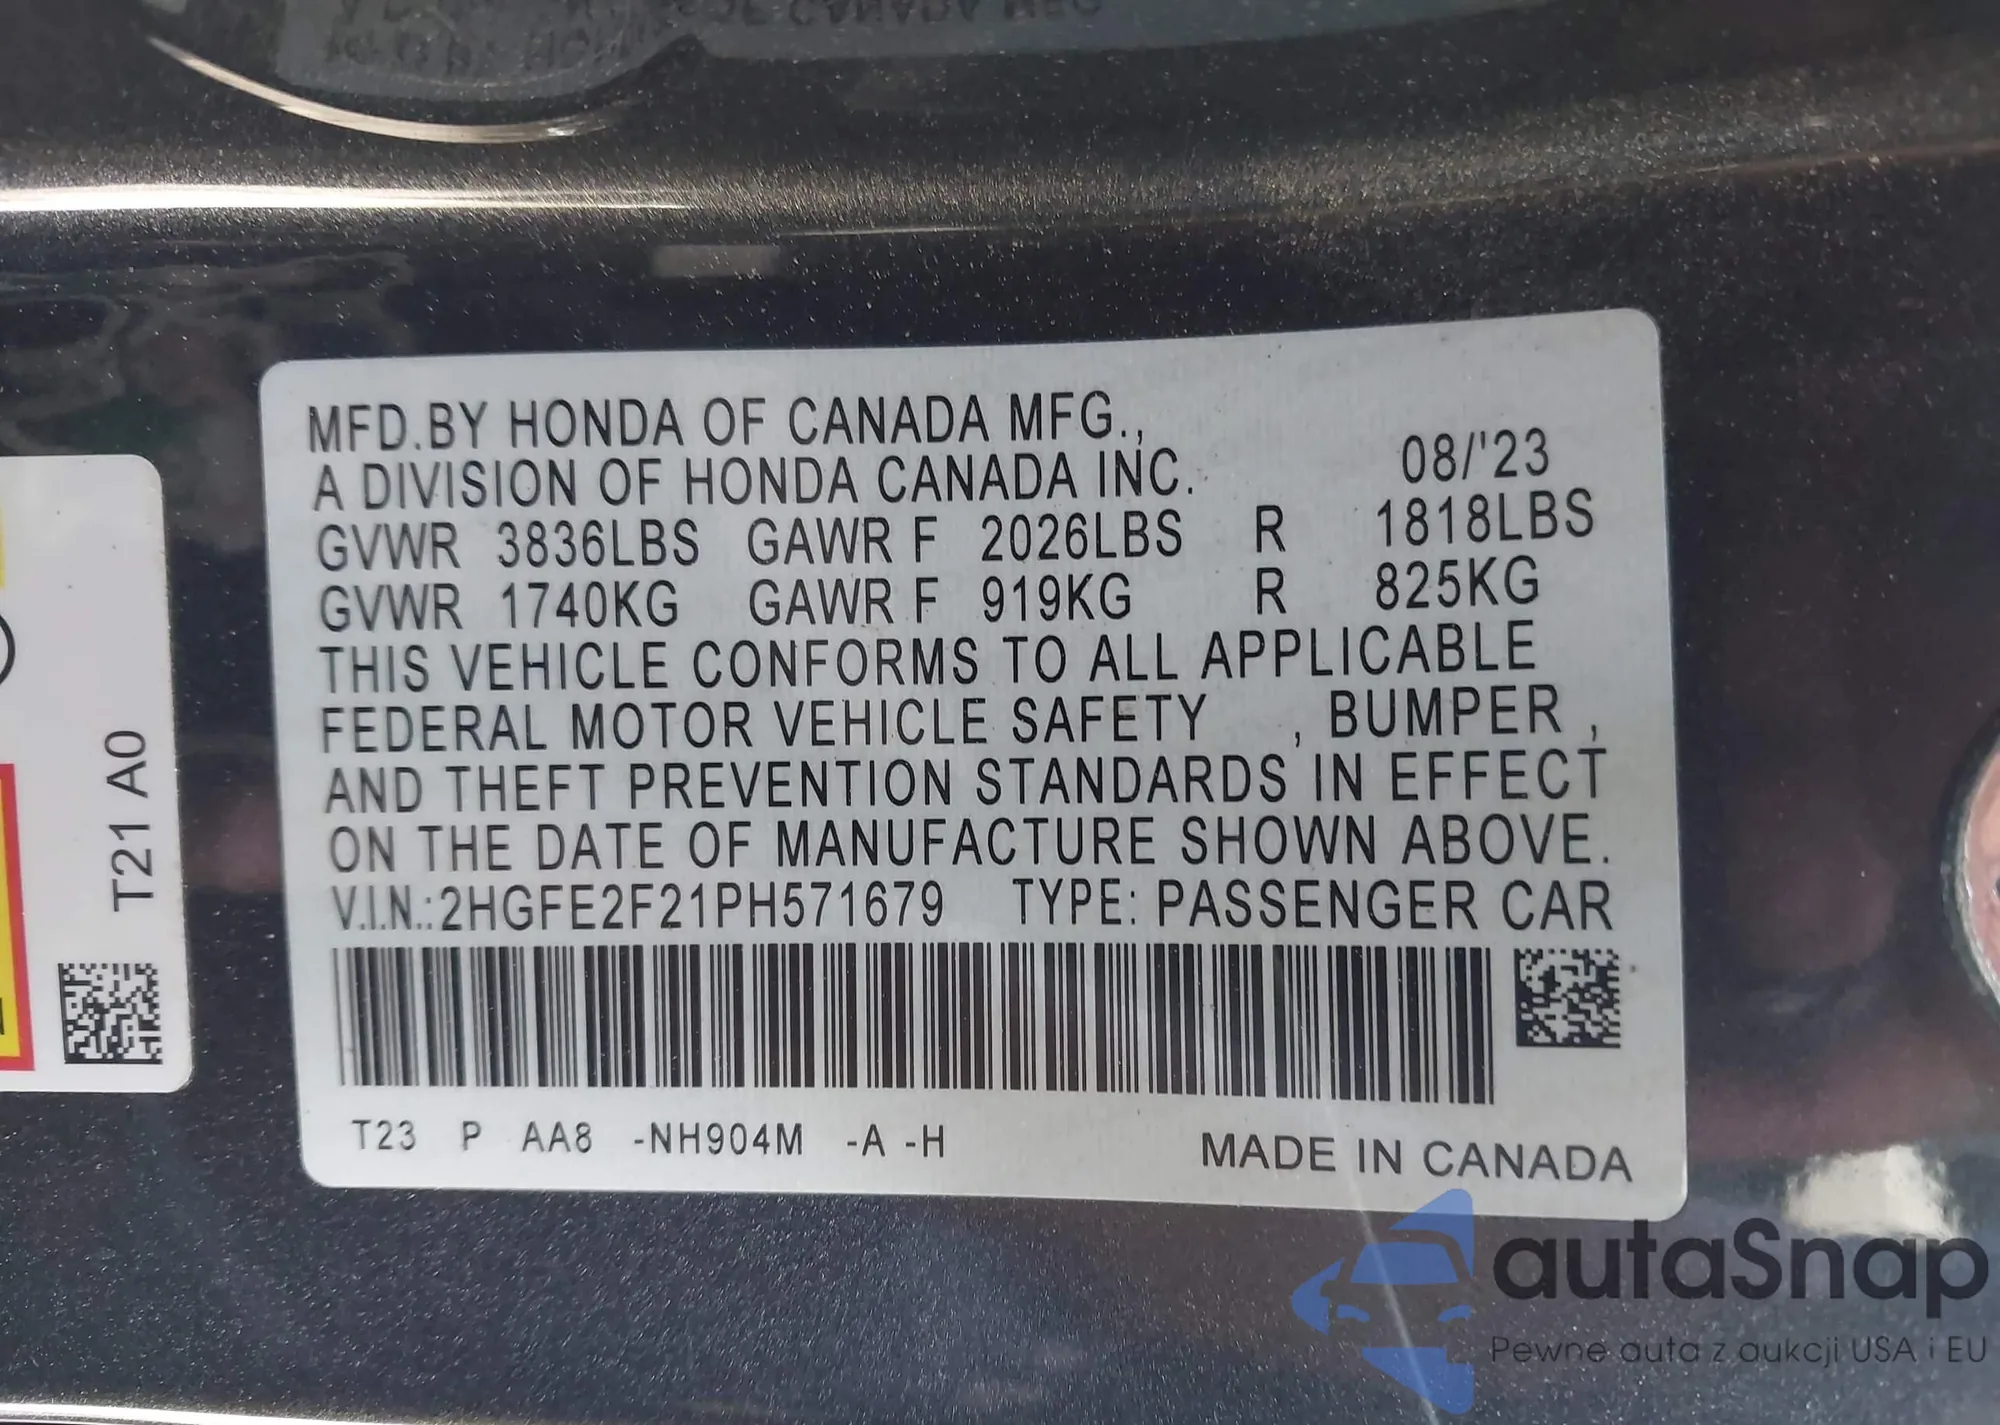 MFD.BY HONDA OF CANADA MFG.,
A DIVISION OF HONDA CANADA INC. 08/'23
GVWR 3836LBS GAWR F 2026LBS R 1818LBS
GVWR 1740KG GAWR F 919KG R 825KG
THIS VEHICLE CONFORMS TO ALL APPLICABLE
FEDERAL MOTOR VEHICLE SAFETY , BUMPER ,
AND THEFT PREVENTION STANDARDS IN EFFECT
ON THE DATE OF MANUFACTURE SHOWN ABOVE.
V.I.N.:2HGFE2F21PH571679 TYPE: PASSENGER CAR
T23 P AA8 -NH904M -A -H
MADE IN CANADA
T21 A0
autaSnap
Pewne auta z aukcji USA i EU